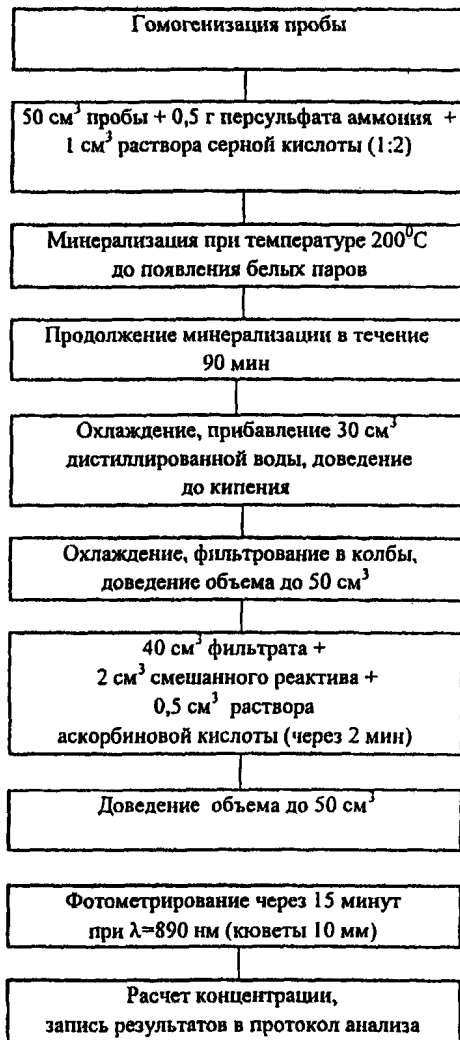 Гомогенизация пробы
50 см³ пробы + 0,5 г персульфата аммония +
1 см³ раствора серной кислоты (1:2)
Минерализация при температуре 200⁰С
до появления белых паров
Продолжение минерализации в течение
90 мин
Охлаждение, прибавление 30 см³
дистиллированной воды, доведение
до кипения
Охлаждение, фильтрование в колбы,
доведение объема до 50 см³
40 см³ фильтрата +
2 см³ смешанного реактива +
0,5 см³ раствора
аскорбиновой кислоты (через 2 мин)
Доведение объема до 50 см³
Фотометрирование через 15 минут
при λ=890 нм (кюветы 10 мм)
Расчет концентрации,
запись результатов в протокол анализа